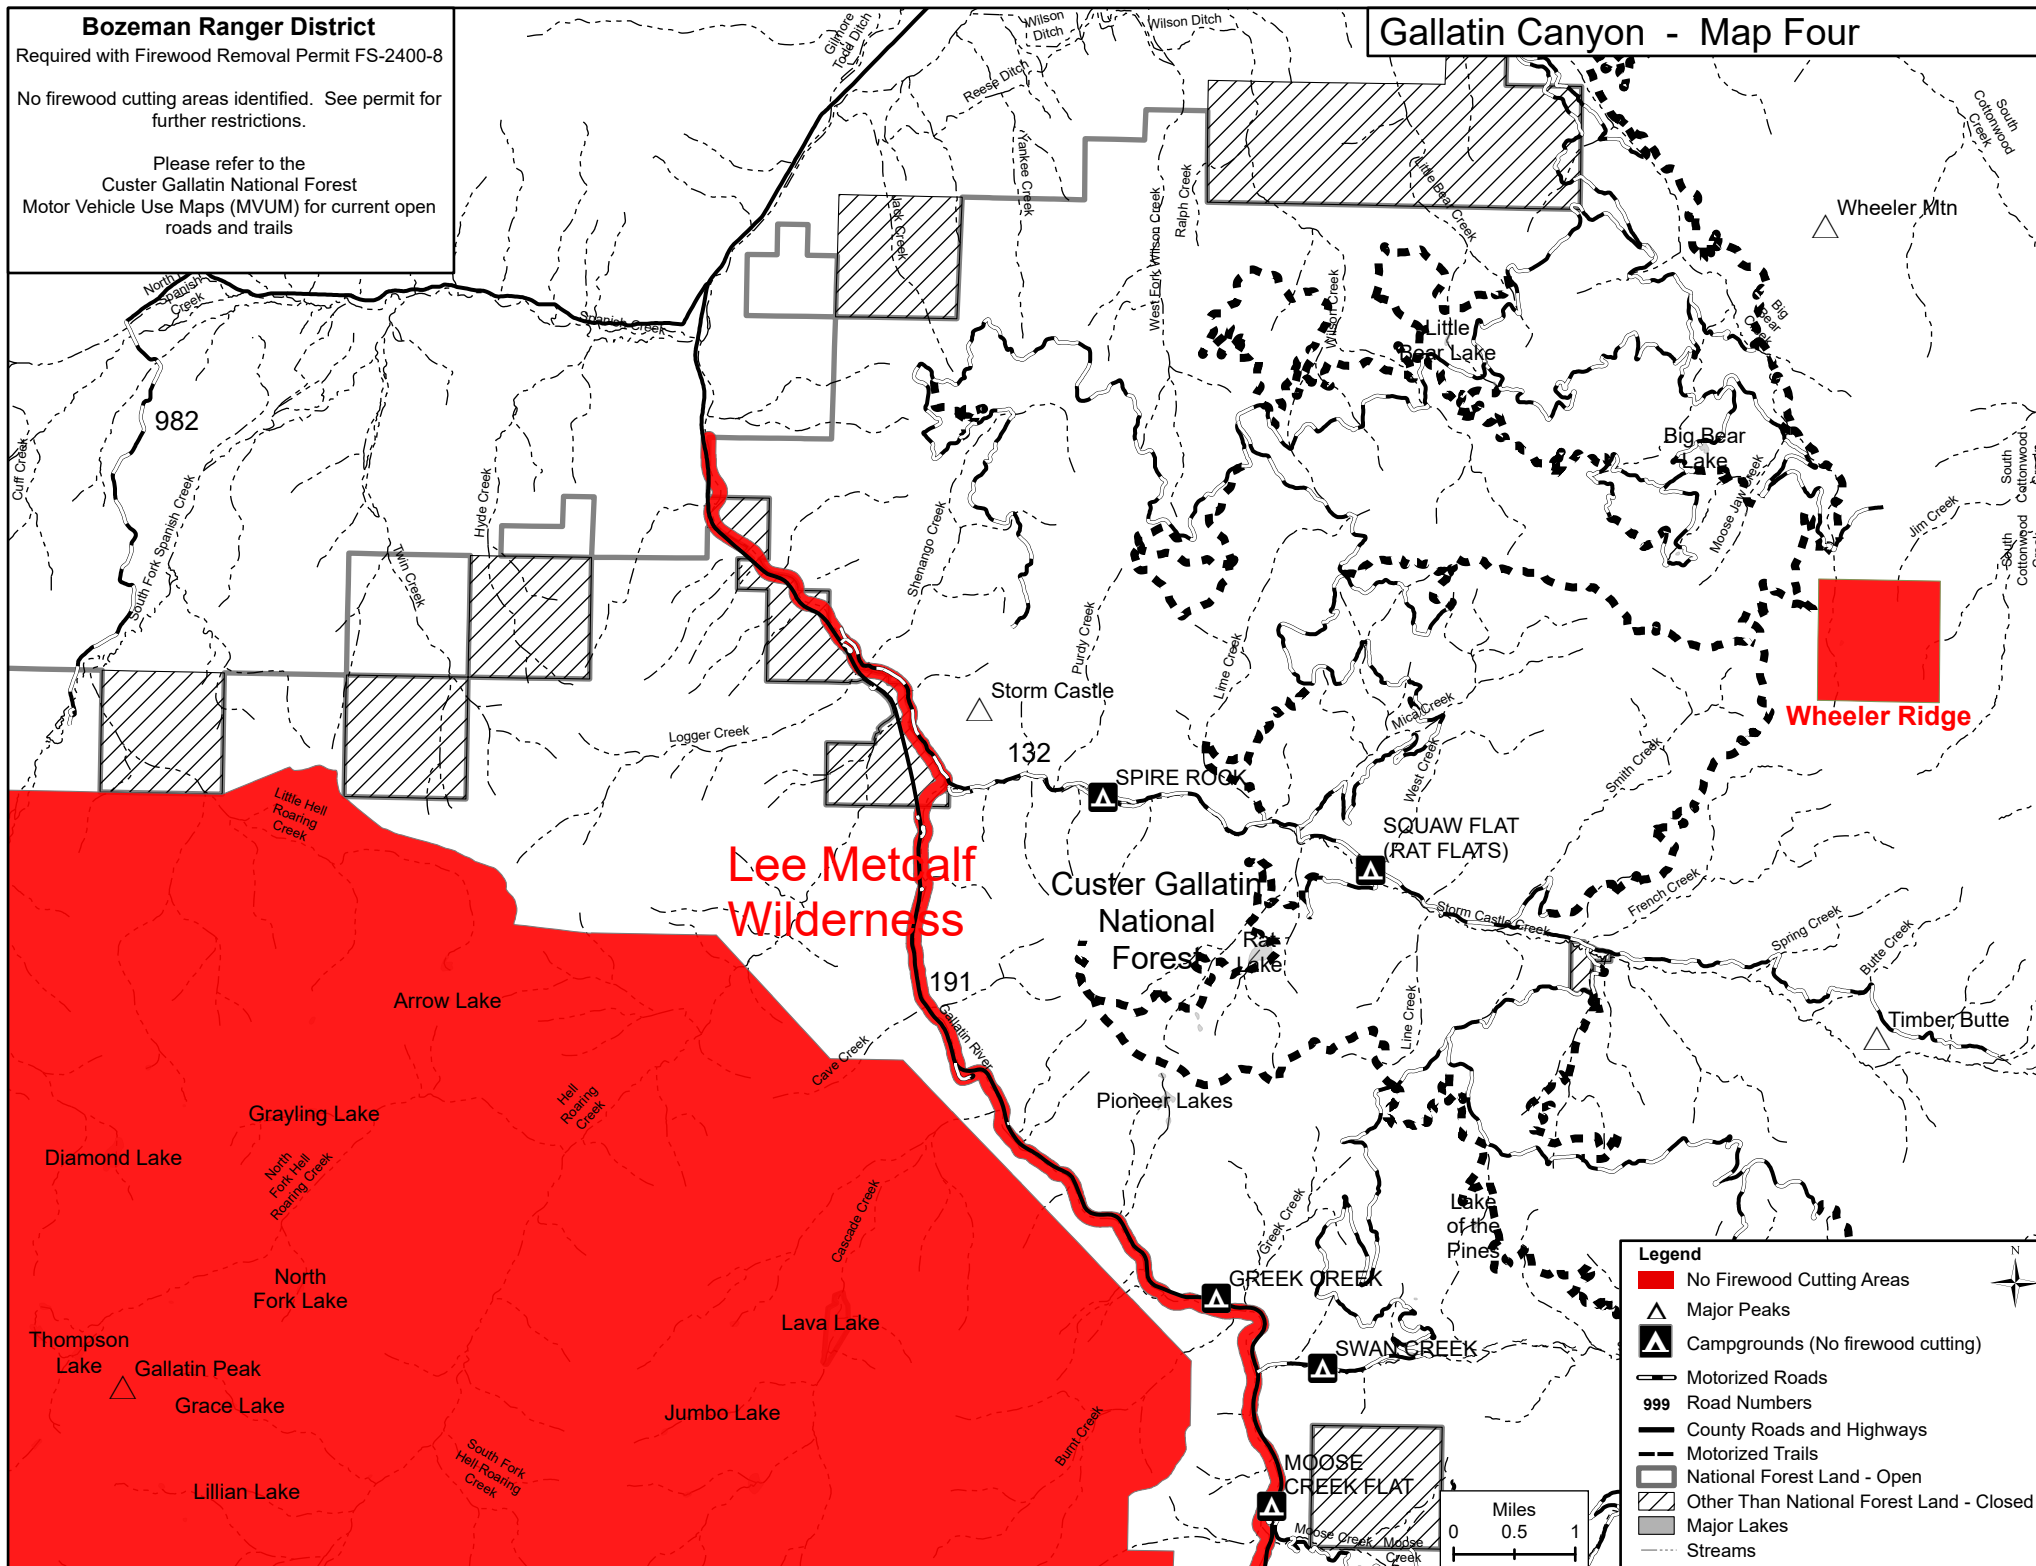 Bozeman Ranger District
Required with Firewood Removal Permit FS-2400-8
No firewood cutting areas identified. See permit for
further restrictions.
Please refer to the
Custer Gallatin National Forest
Motor Vehicle Use Maps (MVUM) for current open
roads and trails
Gallatin Canyon - Map Four
Gilmore
Todd Ditch
Wilson
Ditch
Wilson Ditch
Reese Ditch
Yankee Creek
Jack Creek
West Fork Wilson Creek
Ralph Creek
Little Bear Creek
South
Cottonwood
Creek
Wheeler Mtn
North
Spanish
Creek
Spanish Creek
Wilson Creek
Little
Bear Lake
Big
Bear
Creek
982
Cuff Creek
South Fork Spanish Creek
Hyde Creek
Twin Creek
Shenango Creek
Big Bear
Lake
Moose Jaw Creek
South
Cottonwood
Jim Creek
South
Cottonwood
Purdy Creek
Lime Creek
Storm Castle
Mica Creek
West Creek
Smith Creek
Wheeler Ridge
Logger Creek
132
SPIRE ROCK
SQUAW FLAT
(RAT FLATS)
Little Hell
Roaring
Creek
Lee Metcalf
Wilderness
Custer Gallatin
National
Forest
Rat
Lake
Storm Castle Creek
French Creek
Spring Creek
Butte Creek
Timber Butte
191
Gallatin River
Arrow Lake
Cave Creek
Line Creek
Hell
Roaring
Creek
Pioneer Lakes
Grayling Lake
Diamond Lake
North
Fork Hell
Roaring Creek
Cascade Creek
Greek Creek
Lake
of the
Pines
North
Fork Lake
GREEK CREEK
Lava Lake
Thompson
Lake
Gallatin Peak
Grace Lake
SWAN CREEK
Jumbo Lake
Burnt Creek
South Fork
Hell Roaring
Creek
Lillian Lake
MOOSE
CREEK FLAT
Moose Creek
Moose
Creek
Miles
0 0.5 1
Legend
N
No Firewood Cutting Areas
Major Peaks
Campgrounds (No firewood cutting)
Motorized Roads
999 Road Numbers
County Roads and Highways
Motorized Trails
National Forest Land - Open
Other Than National Forest Land - Closed
Major Lakes
Streams